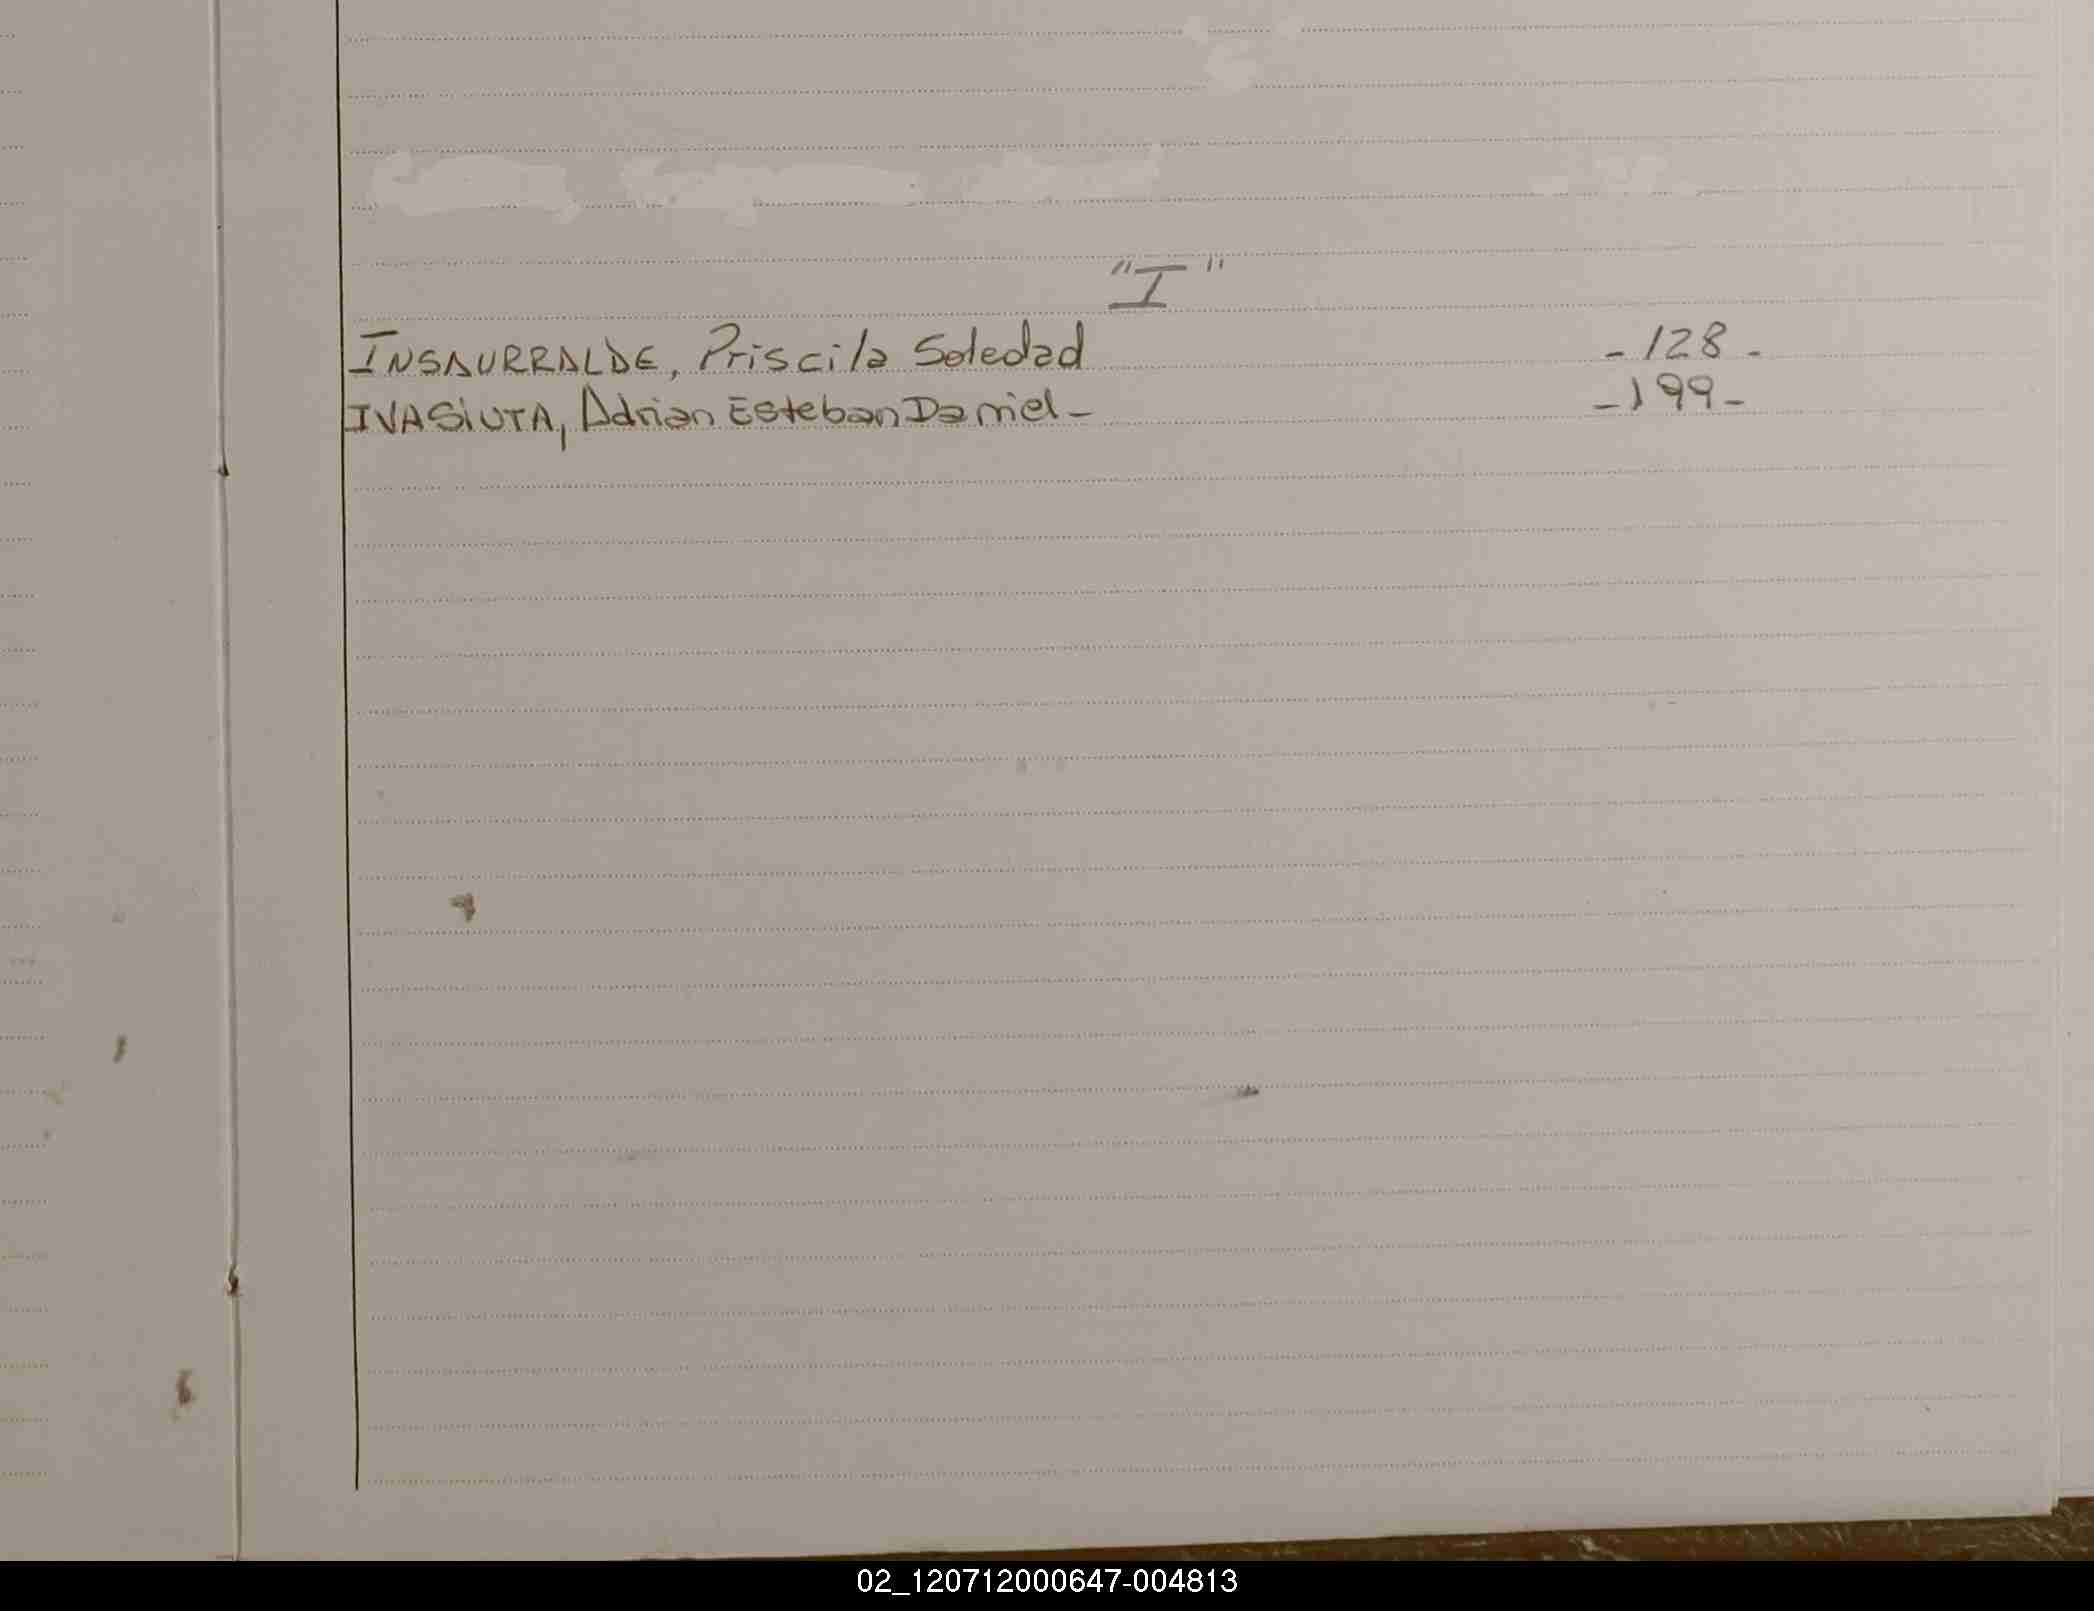 "I"
INSAURRALDE, Priscila Soledad - 128 -
IVASiUTA, Adrian Esteban Daniel - - 199 -
02_120712000647-004813